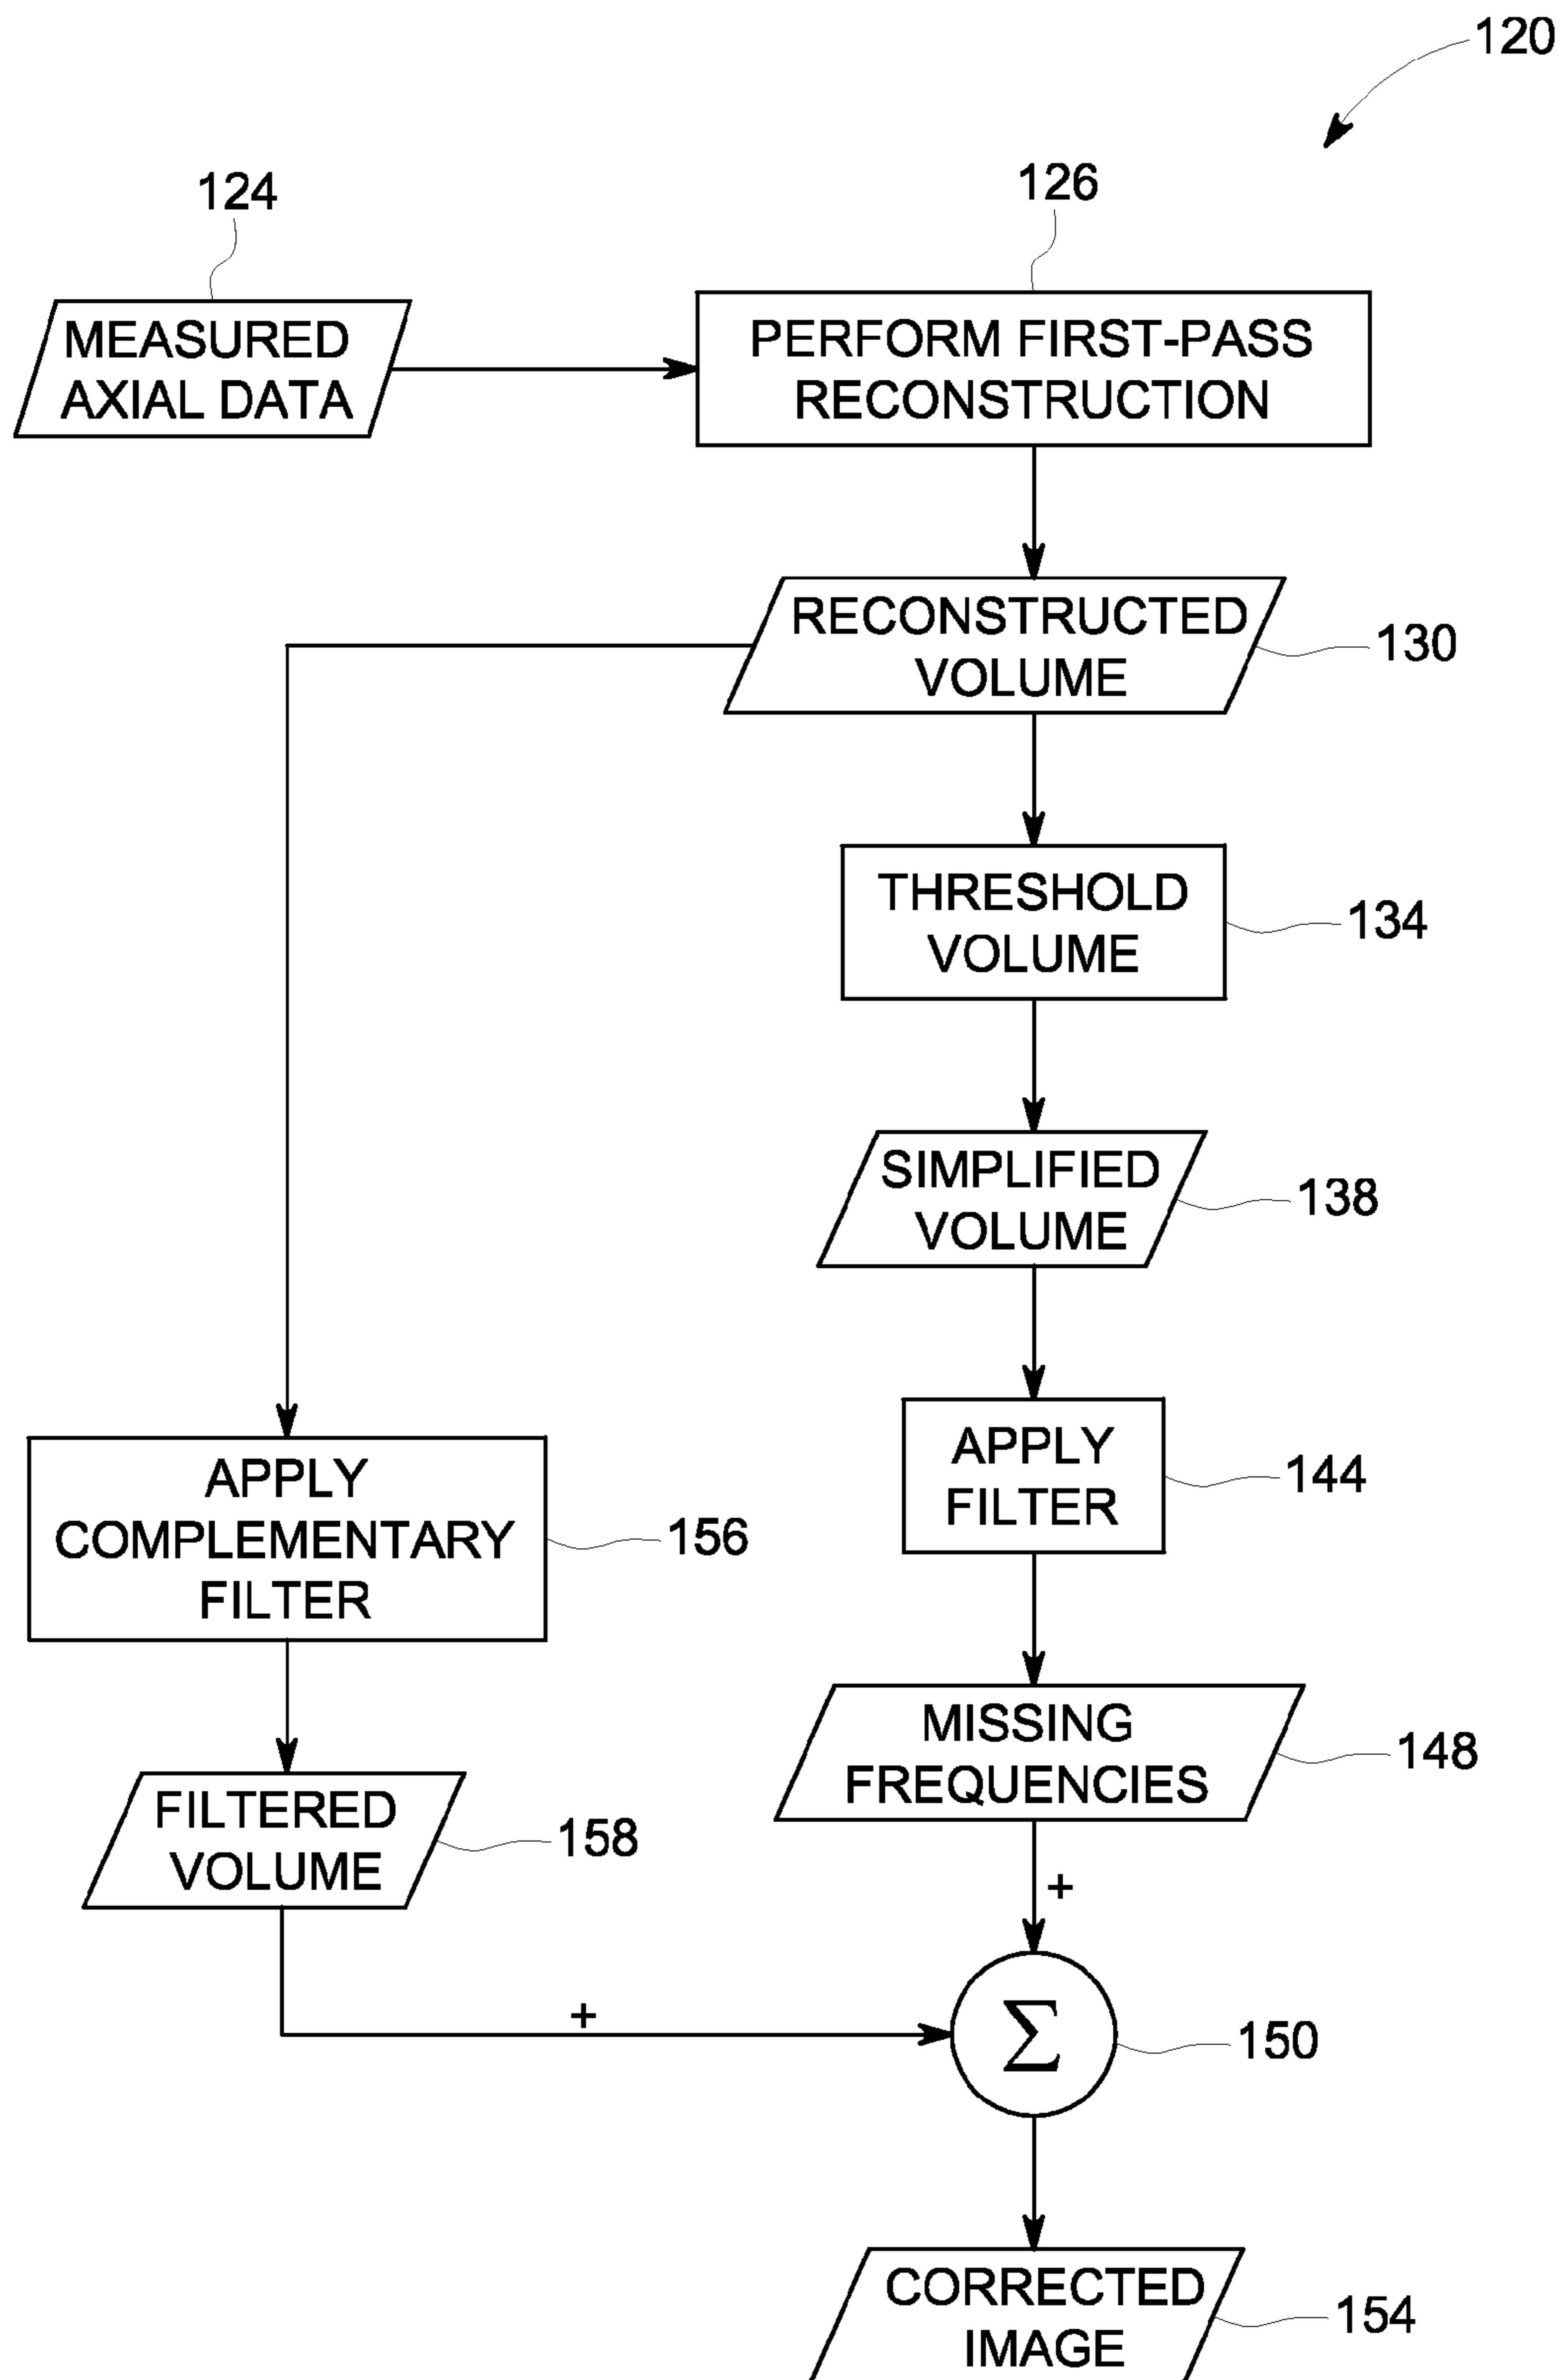 120
124
126
MEASURED
AXIAL DATA
PERFORM FIRST-PASS
RECONSTRUCTION
RECONSTRUCTED
VOLUME
130
THRESHOLD
VOLUME
134
SIMPLIFIED
VOLUME
138
APPLY
FILTER
144
APPLY
COMPLEMENTARY
FILTER
156
MISSING
FREQUENCIES
148
FILTERED
VOLUME
158
+
+
Σ
150
CORRECTED
IMAGE
154